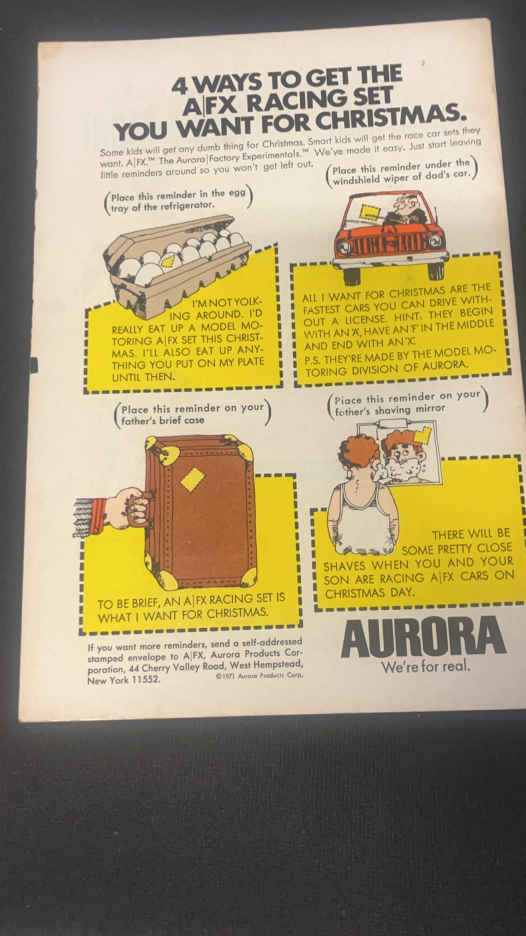 4 WAYS TO GET THE
A|FX RACING SET
YOU WANT FOR CHRISTMAS.
Some kids will get any dumb thing for Christmas. Smart kids will get the race car sets they
want. A|FX.™ The Aurora|Factory Experimentals.™ We've made it easy. Just start leaving
little reminders around so you won't get left out.
(Place this reminder in the egg
tray of the refrigerator.)
(Place this reminder under the
windshield wiper of dad's car.)
I'M NOT YOLK-
ING AROUND. I'D
REALLY EAT UP A MODEL MO-
TORING A|FX SET THIS CHRIST-
MAS. I'LL ALSO EAT UP ANY-
THING YOU PUT ON MY PLATE
UNTIL THEN.
ALL I WANT FOR CHRISTMAS ARE THE
FASTEST CARS YOU CAN DRIVE WITH-
OUT A LICENSE. HINT. THEY BEGIN
WITH AN 'A', HAVE AN 'F' IN THE MIDDLE
AND END WITH AN 'X'.
P.S. THEY'RE MADE BY THE MODEL MO-
TORING DIVISION OF AURORA.
(Place this reminder on your
father's brief case)
(Place this reminder on your
father's shaving mirror)
TO BE BRIEF, AN A|FX RACING SET IS
WHAT I WANT FOR CHRISTMAS.
THERE WILL BE
SOME PRETTY CLOSE
SHAVES WHEN YOU AND YOUR
SON ARE RACING A|FX CARS ON
CHRISTMAS DAY.
If you want more reminders, send a self-addressed
stamped envelope to A|FX, Aurora Products Cor-
poration, 44 Cherry Valley Road, West Hempstead,
New York 11552.
©1971 Aurora Products Corp.
AURORA
We're for real.